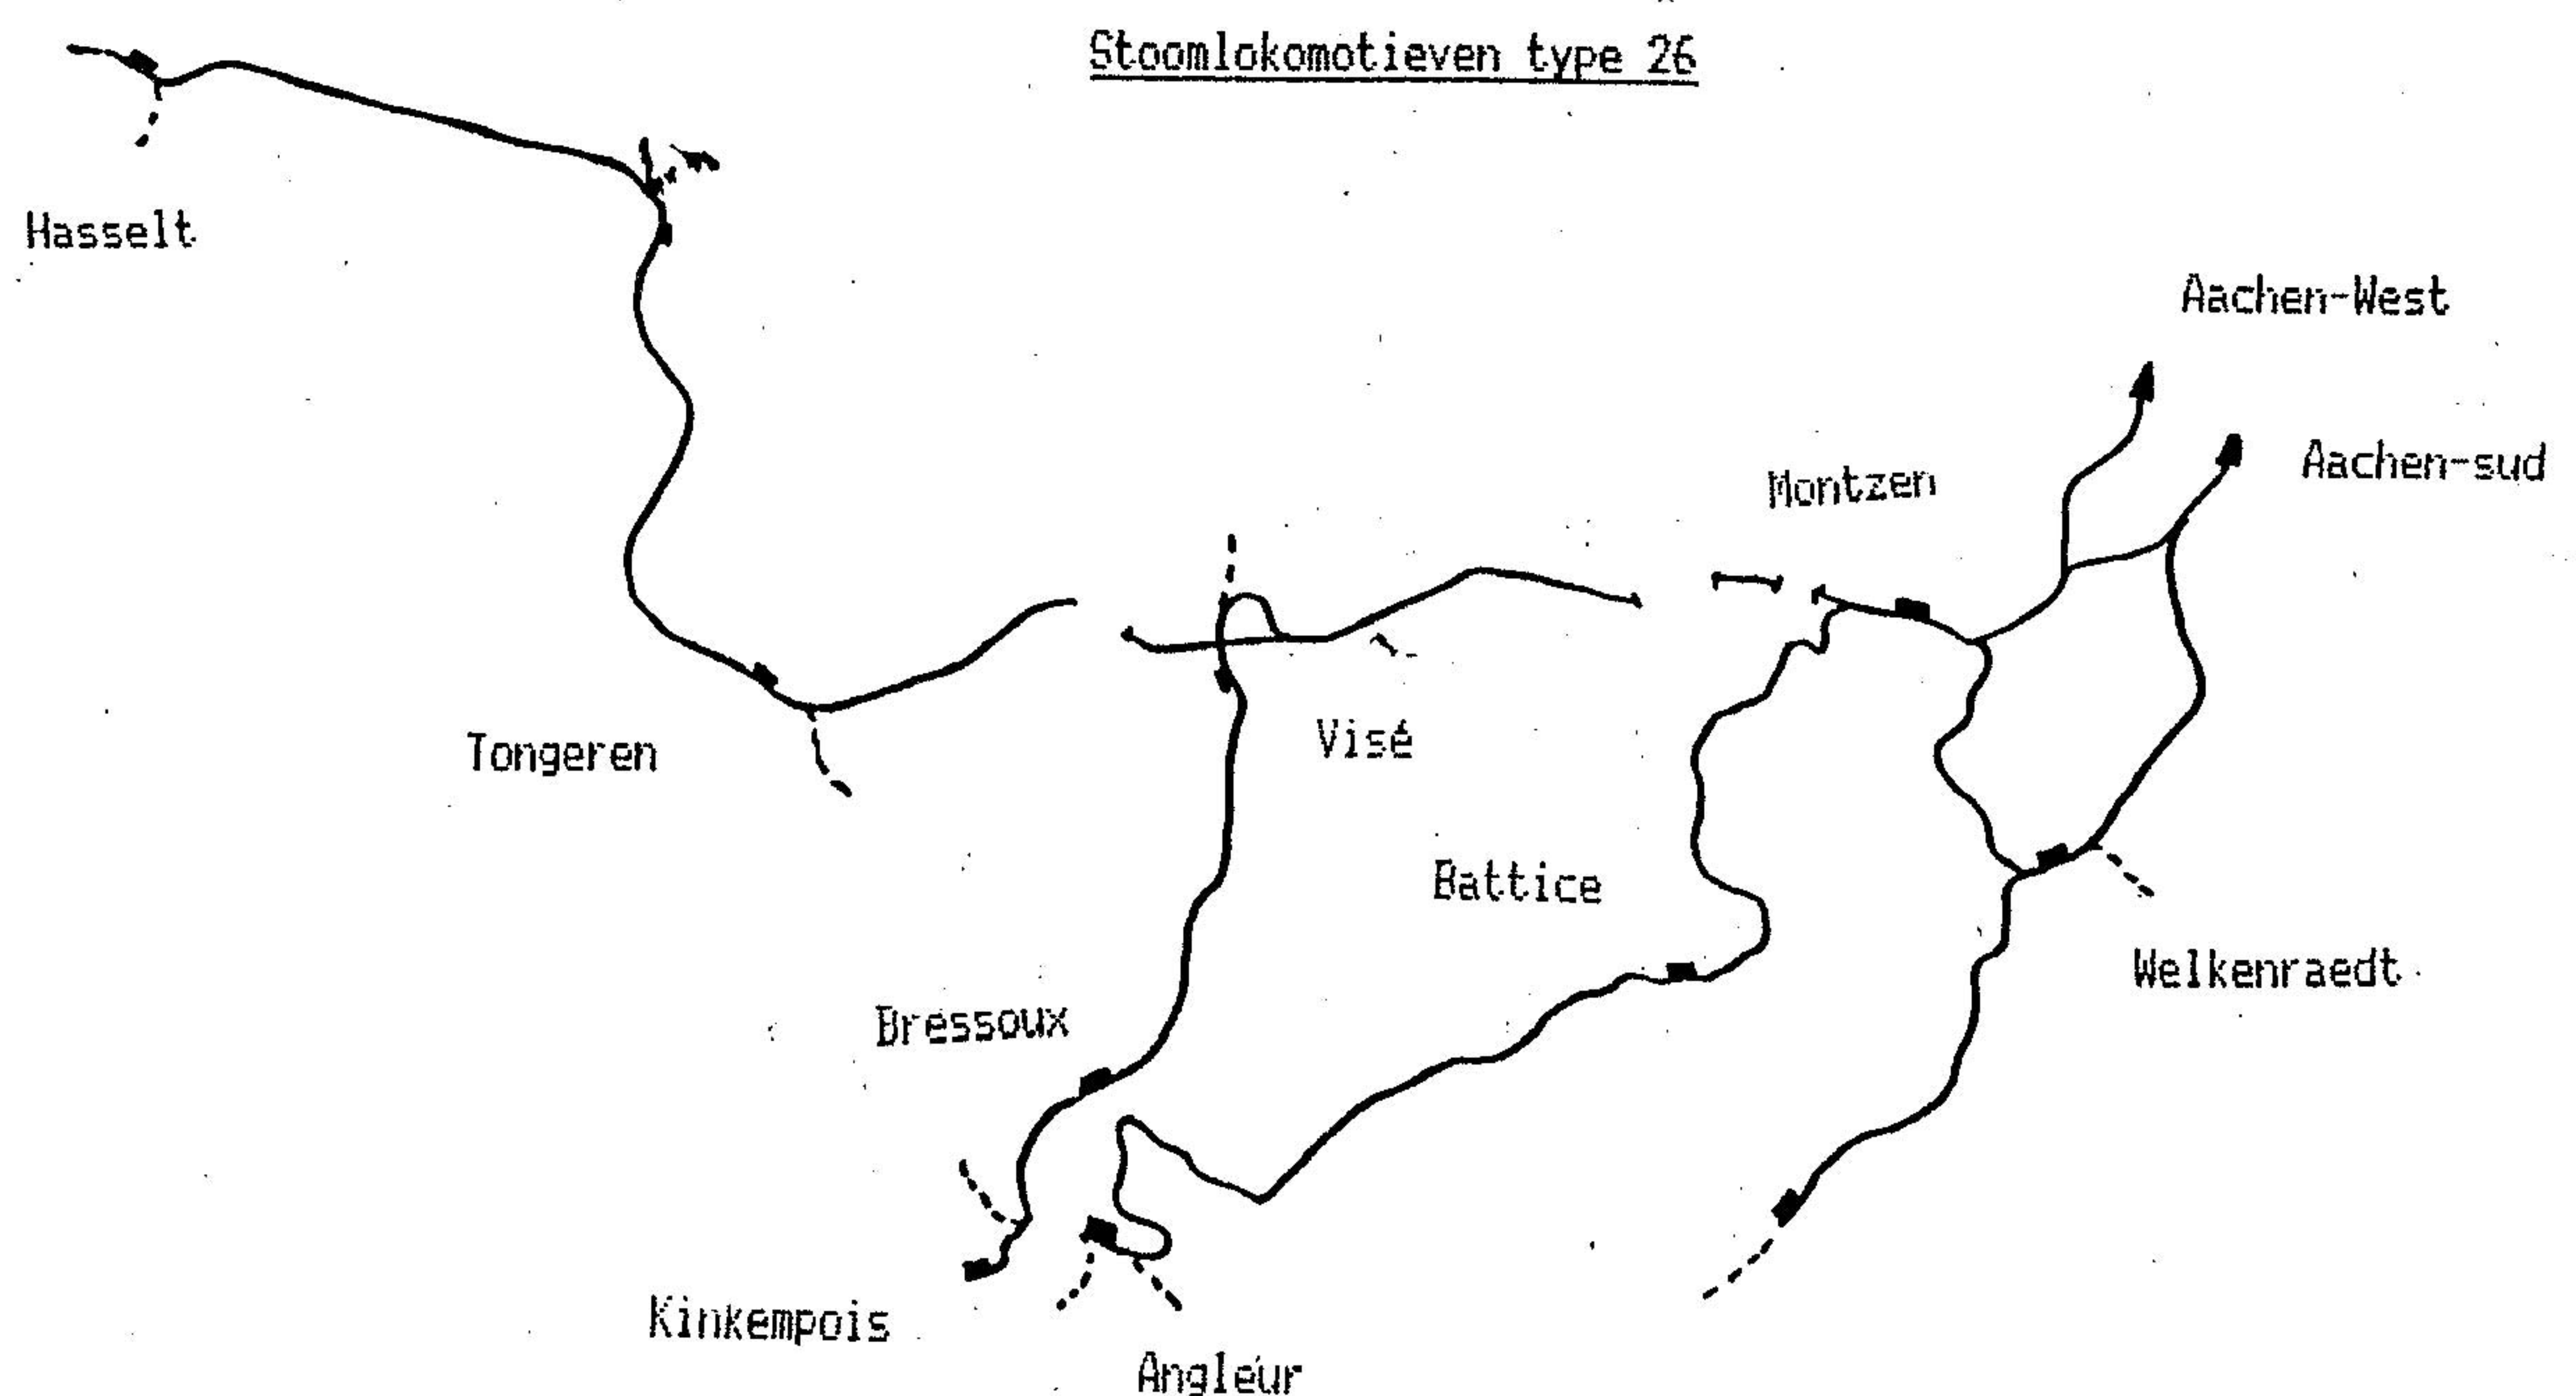 Stoomlokomotieven type 26
Hasselt
Aachen-West
Aachen-sud
Montzen
Tongeren
Visé
Battice
Welkenraedt
Bressoux
Kinkempois
Angleur